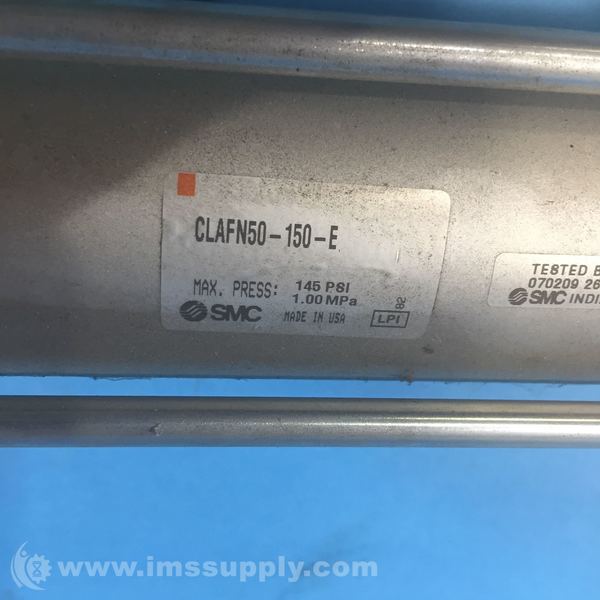 CLAFN50-150-E
MAX. PRESS: 145 PSI
1.00 MPa
SMC MADE IN USA LPI 82
TESTED B
070209 26
SMC INDI
www.imssupply.com